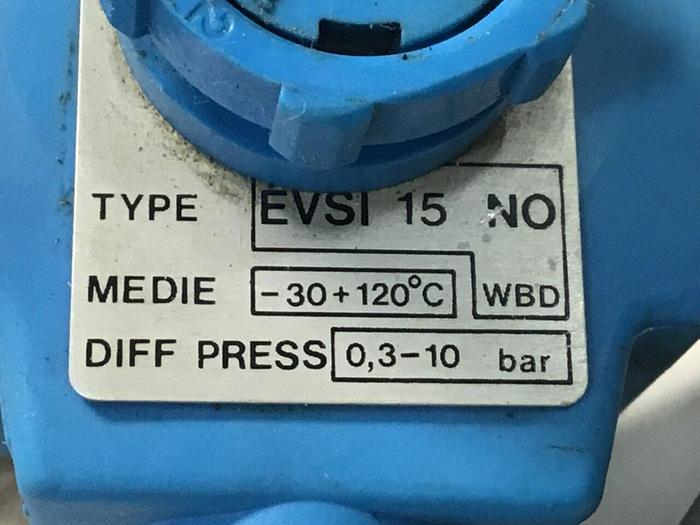 TYPE EVSI 15 NO
MEDIE -30+120°C WBD
DIFF PRESS 0,3-10 bar